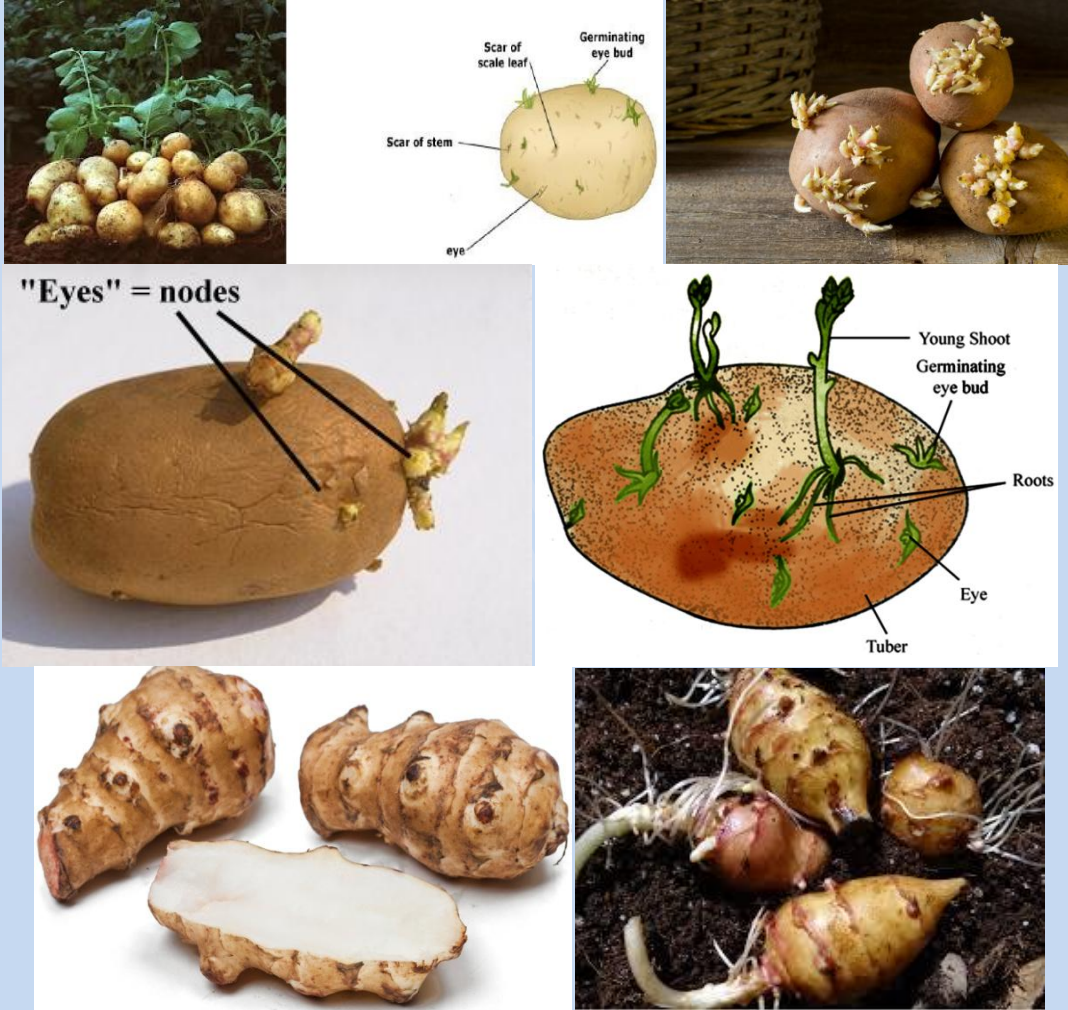 Scar of
scale leaf
Germinating
eye bud
Scar of stem
eye
"Eyes" = nodes
Young Shoot
Germinating
eye bud
Roots
Eye
Tuber